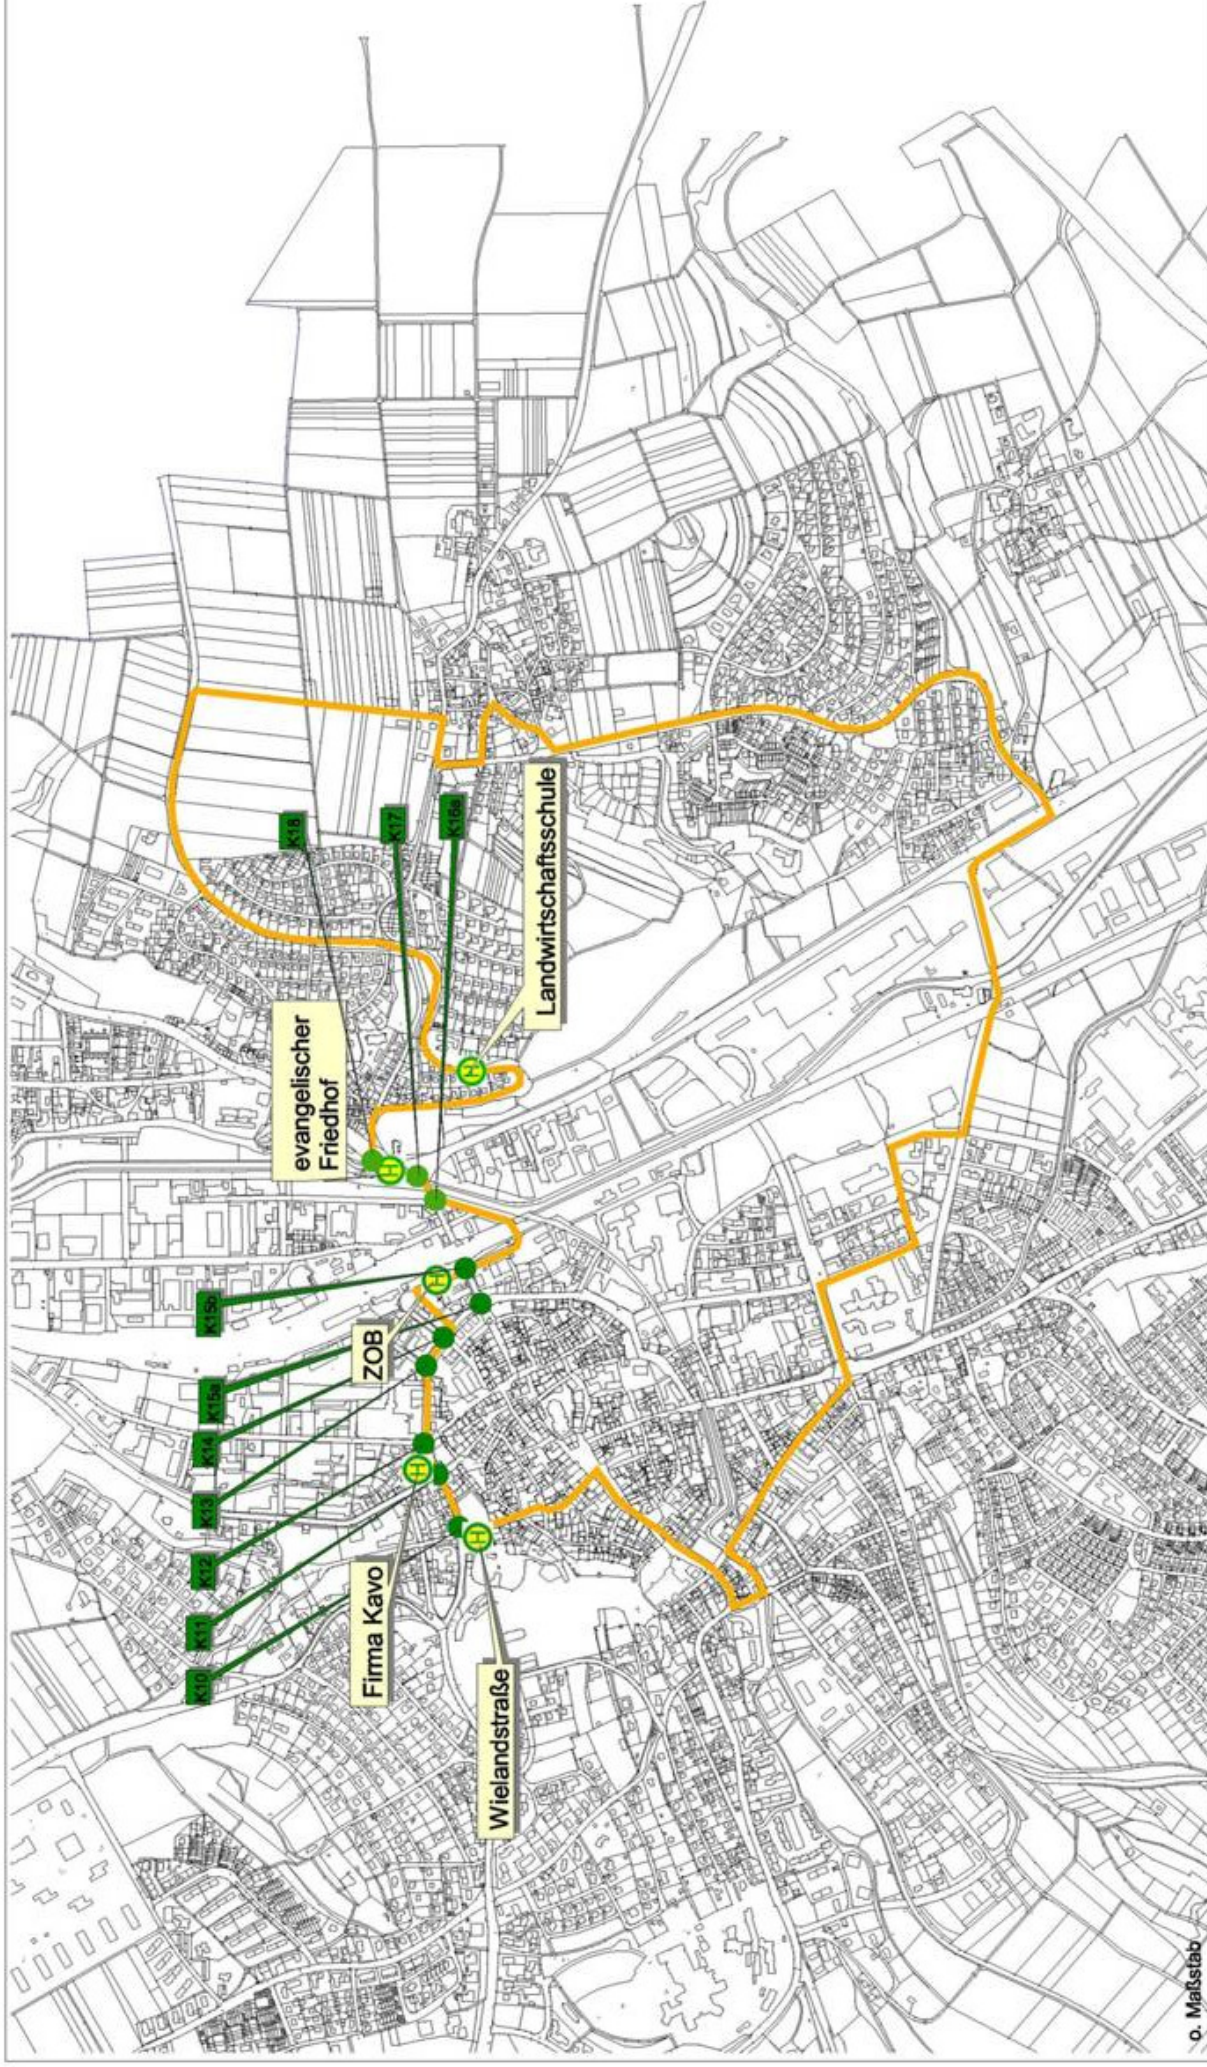 K10
K11
K12
K13
K14
K15a
K15b
K18
evangelischer
Friedhof
Firma Kavo
ZOB
K17
H
H
H
K16a
H
H
Wielandstraße
Landwirtschaftsschule
o. Maßstab